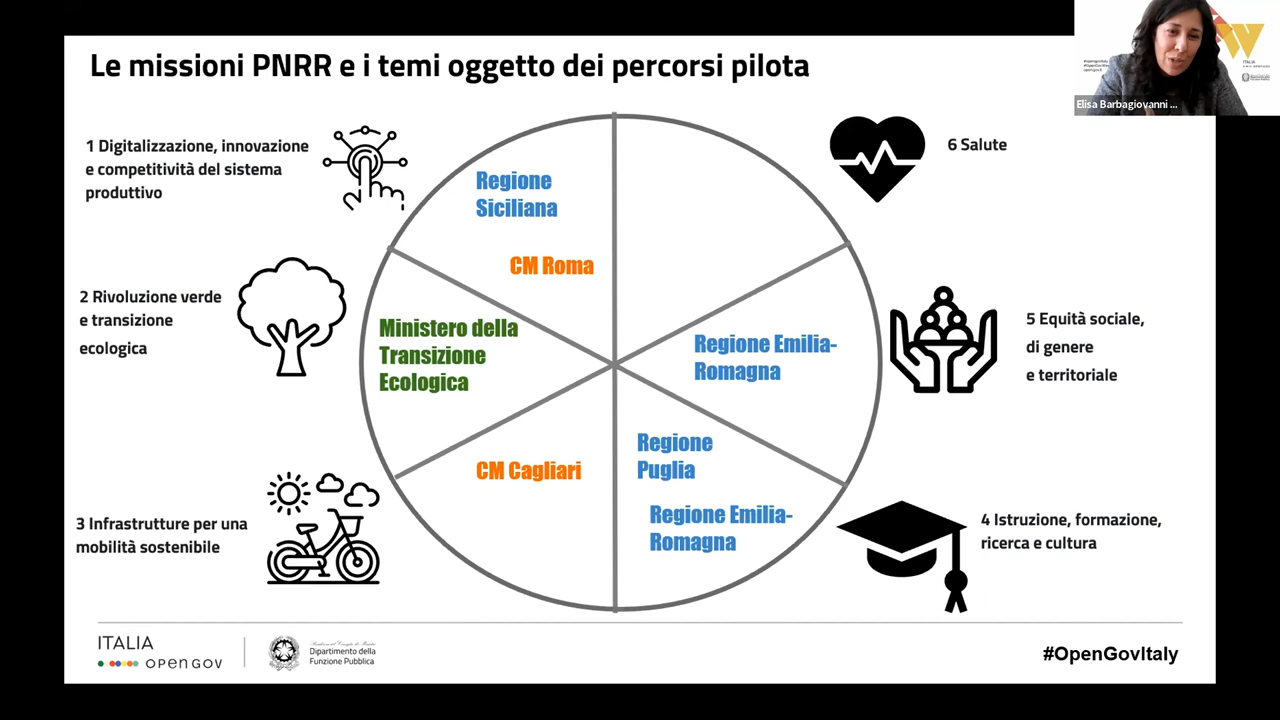 Le missioni PNRR e i temi oggetto dei percorsi pilota
Elisa Barbagiovanni ...
1 Digitalizzazione, innovazione
e competitività del sistema
produttivo
2 Rivoluzione verde
e transizione
ecologica
3 Infrastrutture per una
mobilità sostenibile
Regione
Siciliana
CM Roma
Ministero della
Transizione
Ecologica
CM Cagliari
Regione Emilia-
Romagna
Regione
Puglia
Regione Emilia-
Romagna
6 Salute
5 Equità sociale,
di genere
e territoriale
4 Istruzione, formazione,
ricerca e cultura
ITALIA
OPEN GOV
Dipartimento della
Funzione Pubblica
#OpenGovItaly